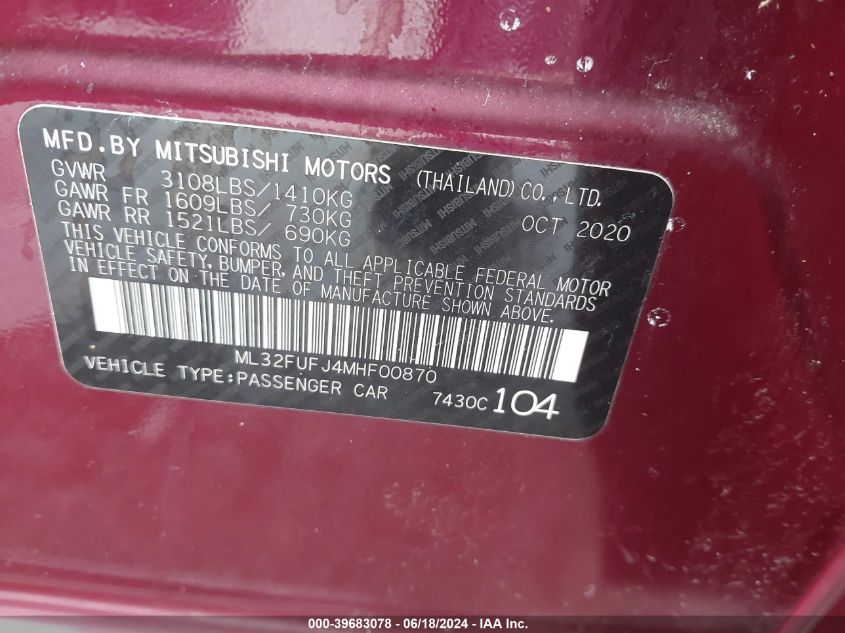 MFD.BY MITSUBISHI MOTORS (THAILAND) CO.,LTD.
GVWR 3108LBS/1410KG
GAWR FR 1609LBS/ 730KG OCT 2020
GAWR RR 1521LBS/ 690KG
THIS VEHICLE CONFORMS TO ALL APPLICABLE FEDERAL MOTOR
VEHICLE SAFETY, BUMPER, AND THEFT PREVENTION STANDARDS
IN EFFECT ON THE DATE OF MANUFACTURE SHOWN ABOVE.
ML32FUFJ4MHF00870
VEHICLE TYPE:PASSENGER CAR 7430C 104
000-39683078 - 06/18/2024 - IAA, Inc.